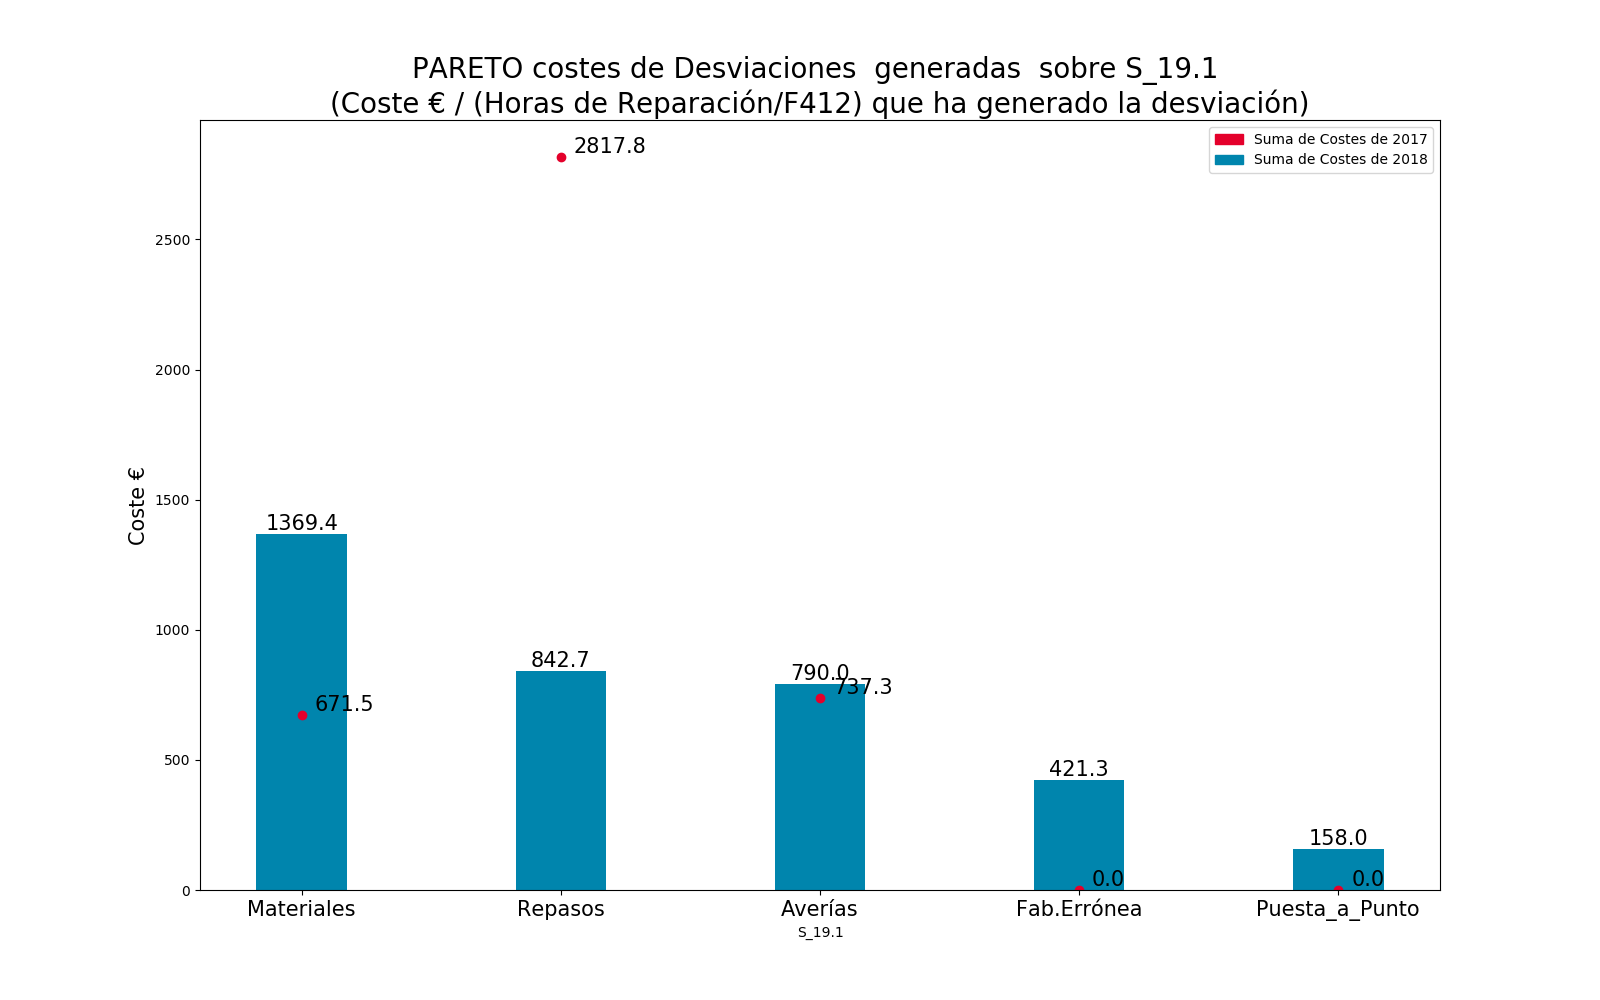 PARETO costes de Desviaciones  generadas  sobre S_19.1
(Coste € / (Horas de Reparación/F412) que ha generado la desviación)
Suma de Costes de 2017
Suma de Costes de 2018
Coste €
2500
2000
1500
1000
500
0
2817.8
1369.4
671.5
842.7
790.0
737.3
421.3
0.0
158.0
0.0
Materiales
Repasos
Averías
Fab.Errónea
Puesta_a_Punto
S_19.1